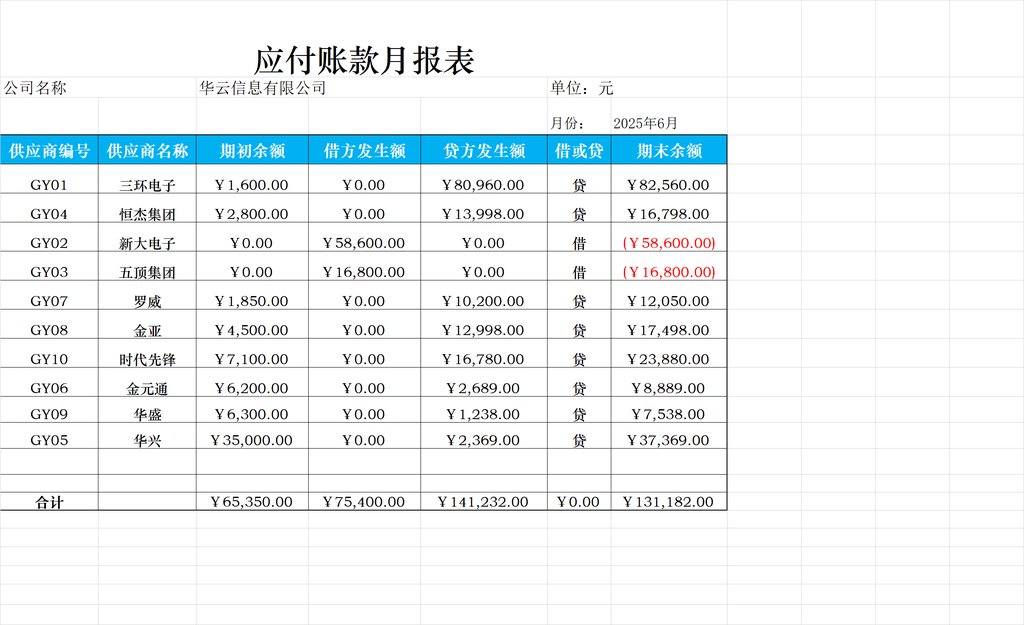 应付账款月报表
公司名称 华云信息有限公司 单位：元
月份： 2025年6月
供应商编号 供应商名称 期初余额 借方发生额 贷方发生额 借或贷 期末余额
GY01 三环电子 ￥1,600.00 ￥0.00 ￥80,960.00 贷 ￥82,560.00
GY04 恒杰集团 ￥2,800.00 ￥0.00 ￥13,998.00 贷 ￥16,798.00
GY02 新大电子 ￥0.00 ￥58,600.00 ￥0.00 借 (￥58,600.00)
GY03 五顶集团 ￥0.00 ￥16,800.00 ￥0.00 借 (￥16,800.00)
GY07 罗威 ￥1,850.00 ￥0.00 ￥10,200.00 贷 ￥12,050.00
GY08 金亚 ￥4,500.00 ￥0.00 ￥12,998.00 贷 ￥17,498.00
GY10 时代先锋 ￥7,100.00 ￥0.00 ￥16,780.00 贷 ￥23,880.00
GY06 金元通 ￥6,200.00 ￥0.00 ￥2,689.00 贷 ￥8,889.00
GY09 华盛 ￥6,300.00 ￥0.00 ￥1,238.00 贷 ￥7,538.00
GY05 华兴 ￥35,000.00 ￥0.00 ￥2,369.00 贷 ￥37,369.00
合计 ￥65,350.00 ￥75,400.00 ￥141,232.00 ￥0.00 ￥131,182.00